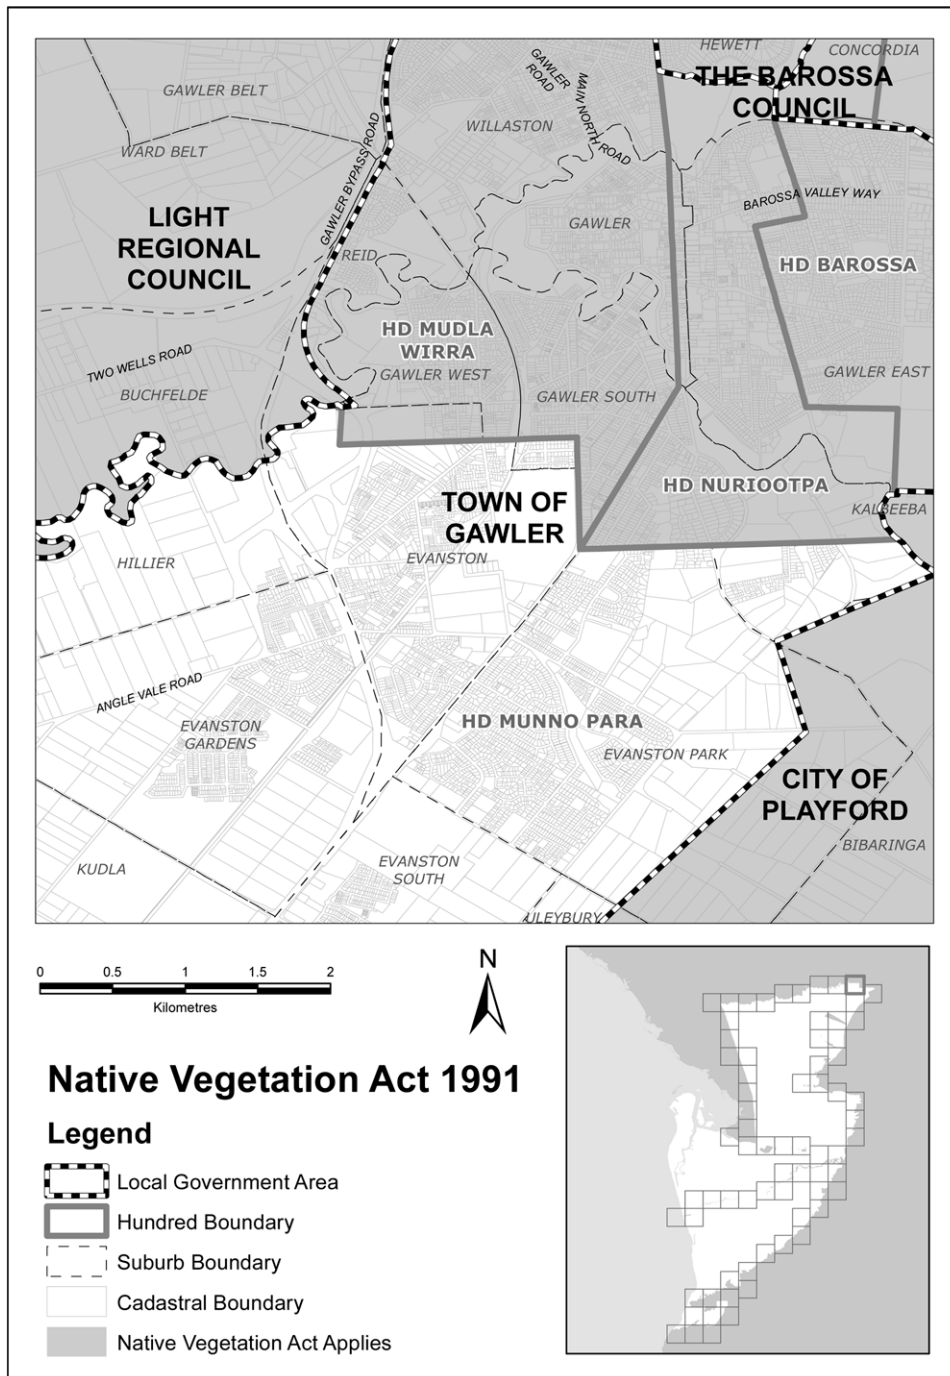 HEWETT
CONCORDIA
THE BAROSSA
COUNCIL
GAWLER
ROAD
MAIN NORTH ROAD
GAWLER BELT
WILLASTON
WARD BELT
GAWLER BYPASS ROAD
BAROSSA VALLEY WAY
LIGHT
REGIONAL
COUNCIL
GAWLER
REID
HD BAROSSA
HD MUDLA
WIRRA
TWO WELLS ROAD
GAWLER WEST
GAWLER EAST
BUCHFELDE
GAWLER SOUTH
HD NURIOOTPA
TOWN OF
GAWLER
KALBEEBA
HILLIER
EVANSTON
ANGLE VALE ROAD
EVANSTON
GARDENS
HD MUNNO PARA
EVANSTON PARK
CITY OF
PLAYFORD
BIBARINGA
KUDLA
EVANSTON
SOUTH
ULEYBURY
0 0.5 1 1.5 2
Kilometres
N
Native Vegetation Act 1991
Legend
Local Government Area
Hundred Boundary
Suburb Boundary
Cadastral Boundary
Native Vegetation Act Applies